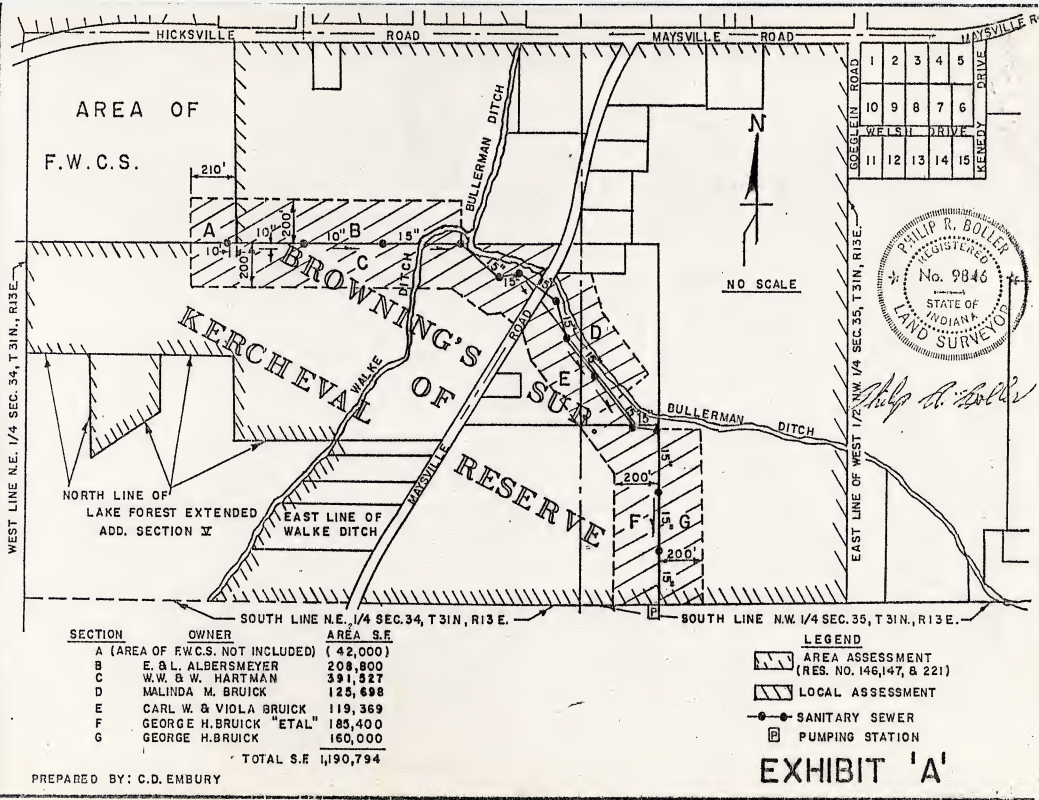 HICKSVILLE ROAD MAYSVILLE ROAD
MAYSVILLE
AREA OF
F.W.C.S.
210'
200'
200'
A
10"
10"
10"
B
15"
C
BULLERMAN DITCH
WALKE DITCH
BROWNING'S
KERCHEVAL OF SUR.
RESERVE
MAYSVILLE ROAD
15"
15"
15"
15"
15"
D
E
15"
BULLERMAN DITCH
15"
200'
F
G
15"
200'
15"
P
N
NO SCALE
GOEGLEIN ROAD
1 2 3 4 5
10 9 8 7 6
WELSH DRIVE
11 12 13 14 15
KENEDY DRIVE
PHILIP R. BOLLER
REGISTERED
No. 9846
STATE OF
INDIANA
LAND SURVEYOR
WEST LINE N.E. 1/4 SEC. 34, T31N., R13E.
EAST LINE OF WEST 1/2 N.W. 1/4 SEC. 35, T31N., R13E.
NORTH LINE OF
LAKE FOREST EXTENDED
ADD. SECTION V
EAST LINE OF
WALKE DITCH
SOUTH LINE N.E. 1/4 SEC.34, T31N, R13E.
SOUTH LINE N.W. 1/4 SEC.35, T31N., R13E.
SECTION OWNER AREA S.F.
A (AREA OF F.W.C.S. NOT INCLUDED) (42,000)
B E. & L. ALBERSMEYER 208,800
C W.W. & W. HARTMAN 391,527
D MALINDA M. BRUICK 125,698
E CARL W. & VIOLA BRUICK 119,369
F GEORGE H. BRUICK "ETAL" 185,400
G GEORGE H. BRUICK 160,000
TOTAL S.F. 1,190,794
PREPARED BY: C.D. EMBURY
LEGEND
AREA ASSESSMENT
(RES. NO. 146,147, & 221)
LOCAL ASSESSMENT
SANITARY SEWER
P PUMPING STATION
EXHIBIT 'A'